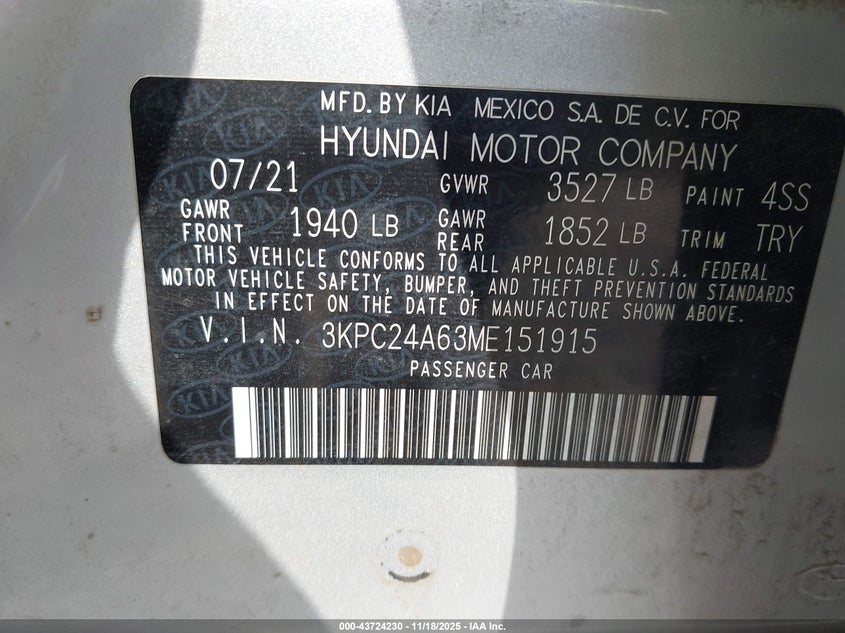 MFD. BY KIA MEXICO S.A. DE C.V. FOR
HYUNDAI MOTOR COMPANY
07/21 GVWR 3527 LB PAINT 4SS
GAWR FRONT 1940 LB GAWR REAR 1852 LB TRIM TRY
THIS VEHICLE CONFORMS TO ALL APPLICABLE U.S.A. FEDERAL
MOTOR VEHICLE SAFETY, BUMPER, AND THEFT PREVENTION STANDARDS
IN EFFECT ON THE DATE OF MANUFACTURE SHOWN ABOVE.
V.I.N. 3KPC24A63ME151915
PASSENGER CAR
000-43724230 - 11/18/2025 - IAA Inc.